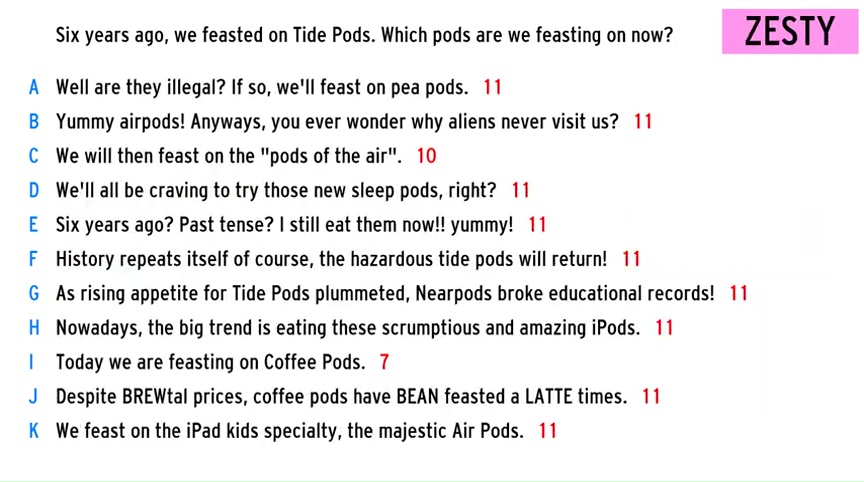 Six years ago, we feasted on Tide Pods. Which pods are we feasting on now?
ZESTY
A Well are they illegal? If so, we'll feast on pea pods. 11
B Yummy airpods! Anyways, you ever wonder why aliens never visit us? 11
C We will then feast on the "pods of the air". 10
D We'll all be craving to try those new sleep pods, right? 11
E Six years ago? Past tense? I still eat them now!! yummy! 11
F History repeats itself of course, the hazardous tide pods will return! 11
G As rising appetite for Tide Pods plummeted, Nearpods broke educational records! 11
H Nowadays, the big trend is eating these scrumptious and amazing iPods. 11
I Today we are feasting on Coffee Pods. 7
J Despite BREWtal prices, coffee pods have BEAN feasted a LATTE times. 11
K We feast on the iPad kids specialty, the majestic Air Pods. 11